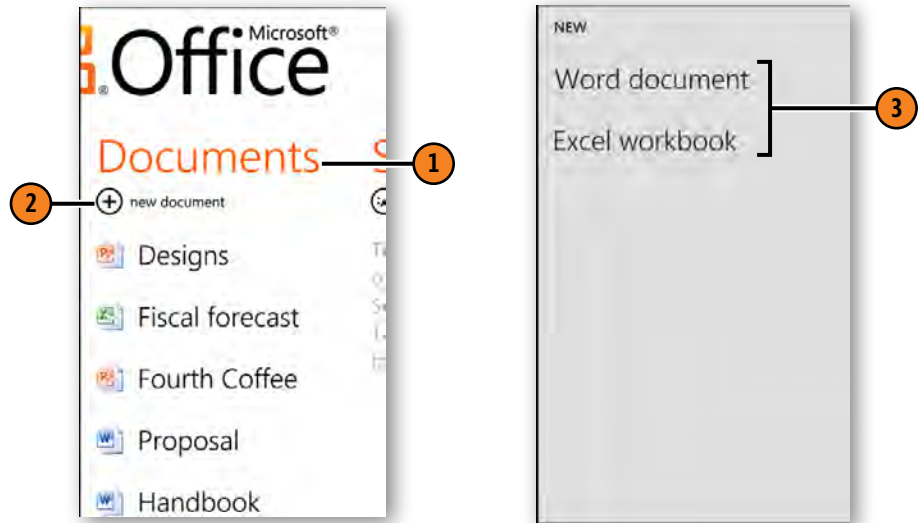 Microsoft®
Office
®
Documents
1
2
new document
Designs
Fiscal forecast
Fourth Coffee
Proposal
Handbook
NEW
Word document
Excel workbook
3